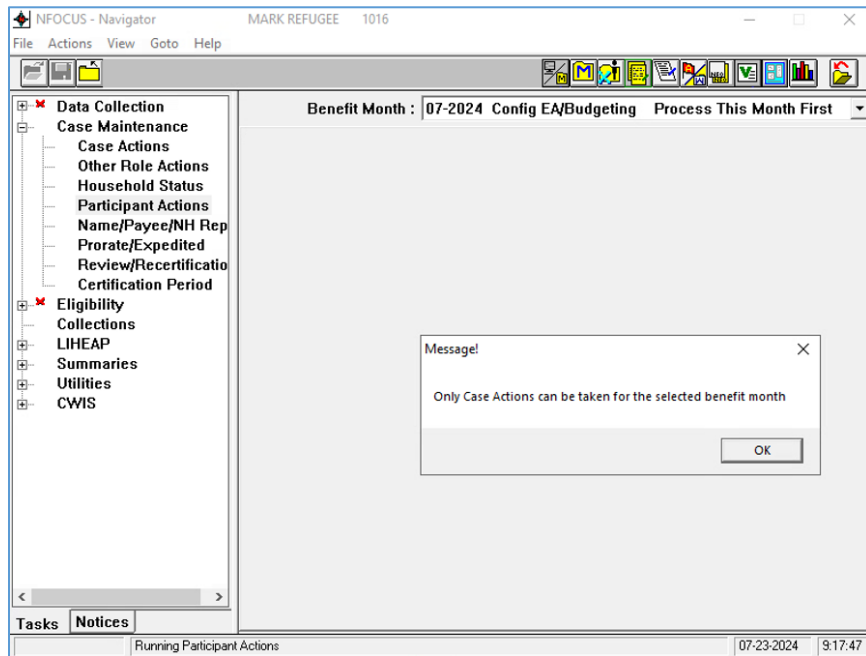 NFOCUS - Navigator MARK REFUGEE 1016
File Actions View Goto Help
Benefit Month : 07-2024 Config EA/Budgeting Process This Month First
Data Collection
Case Maintenance
Case Actions
Other Role Actions
Household Status
Participant Actions
Name/Payee/NH Rep
Prorate/Expedited
Review/Recertificatio
Certification Period
Eligibility
Collections
LIHEAP
Summaries
Utilities
CWIS
Message!
Only Case Actions can be taken for the selected benefit month
OK
Tasks Notices
Running Participant Actions 07-23-2024 9:17:47